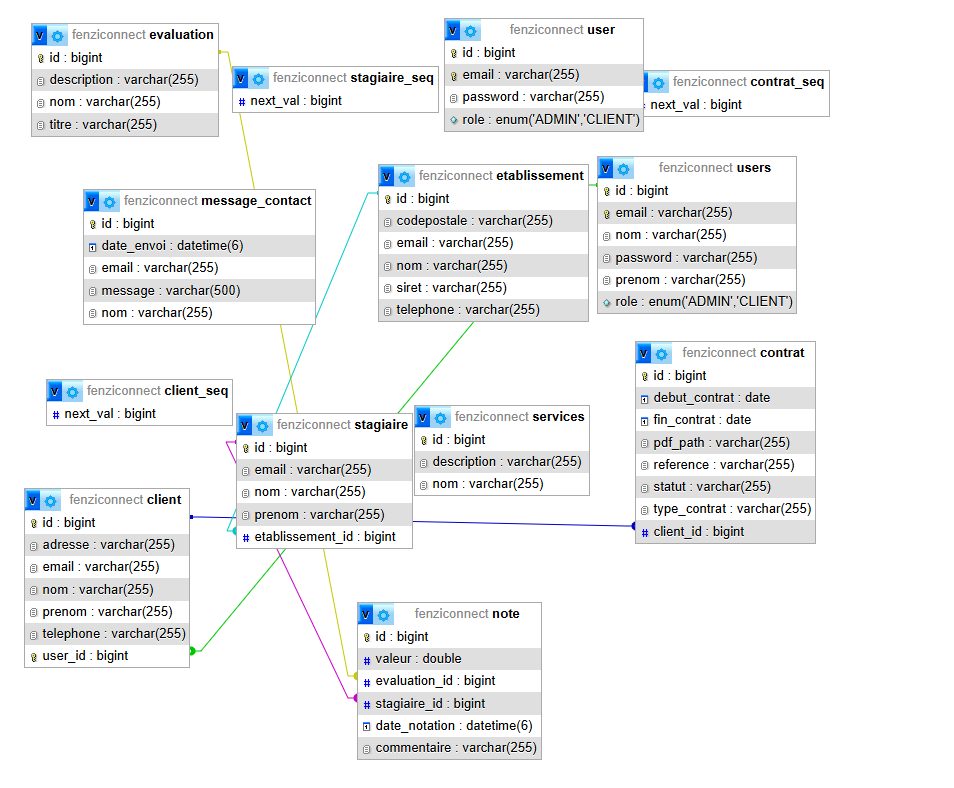 v fenziconnect evaluation
id : bigint
description : varchar(255)
nom : varchar(255)
titre : varchar(255)
v fenziconnect stagiaire_seq
# next_val : bigint
v fenziconnect user
id : bigint
email : varchar(255)
password : varchar(255)
role : enum('ADMIN','CLIENT')
fenziconnect contrat_seq
next_val : bigint
v fenziconnect message_contact
id : bigint
date_envoi : datetime(6)
email : varchar(255)
message : varchar(500)
nom : varchar(255)
v fenziconnect etablissement
id : bigint
codepostale : varchar(255)
email : varchar(255)
nom : varchar(255)
siret : varchar(255)
telephone : varchar(255)
v fenziconnect users
id : bigint
email : varchar(255)
nom : varchar(255)
password : varchar(255)
prenom : varchar(255)
role : enum('ADMIN','CLIENT')
v fenziconnect client_seq
# next_val : bigint
v fenziconnect stagiaire
id : bigint
email : varchar(255)
nom : varchar(255)
prenom : varchar(255)
# etablissement_id : bigint
v fenziconnect services
id : bigint
description : varchar(255)
nom : varchar(255)
v fenziconnect contrat
id : bigint
debut_contrat : date
fin_contrat : date
pdf_path : varchar(255)
reference : varchar(255)
statut : varchar(255)
type_contrat : varchar(255)
# client_id : bigint
v fenziconnect client
id : bigint
adresse : varchar(255)
email : varchar(255)
nom : varchar(255)
prenom : varchar(255)
telephone : varchar(255)
user_id : bigint
v fenziconnect note
id : bigint
# valeur : double
# evaluation_id : bigint
# stagiaire_id : bigint
date_notation : datetime(6)
commentaire : varchar(255)